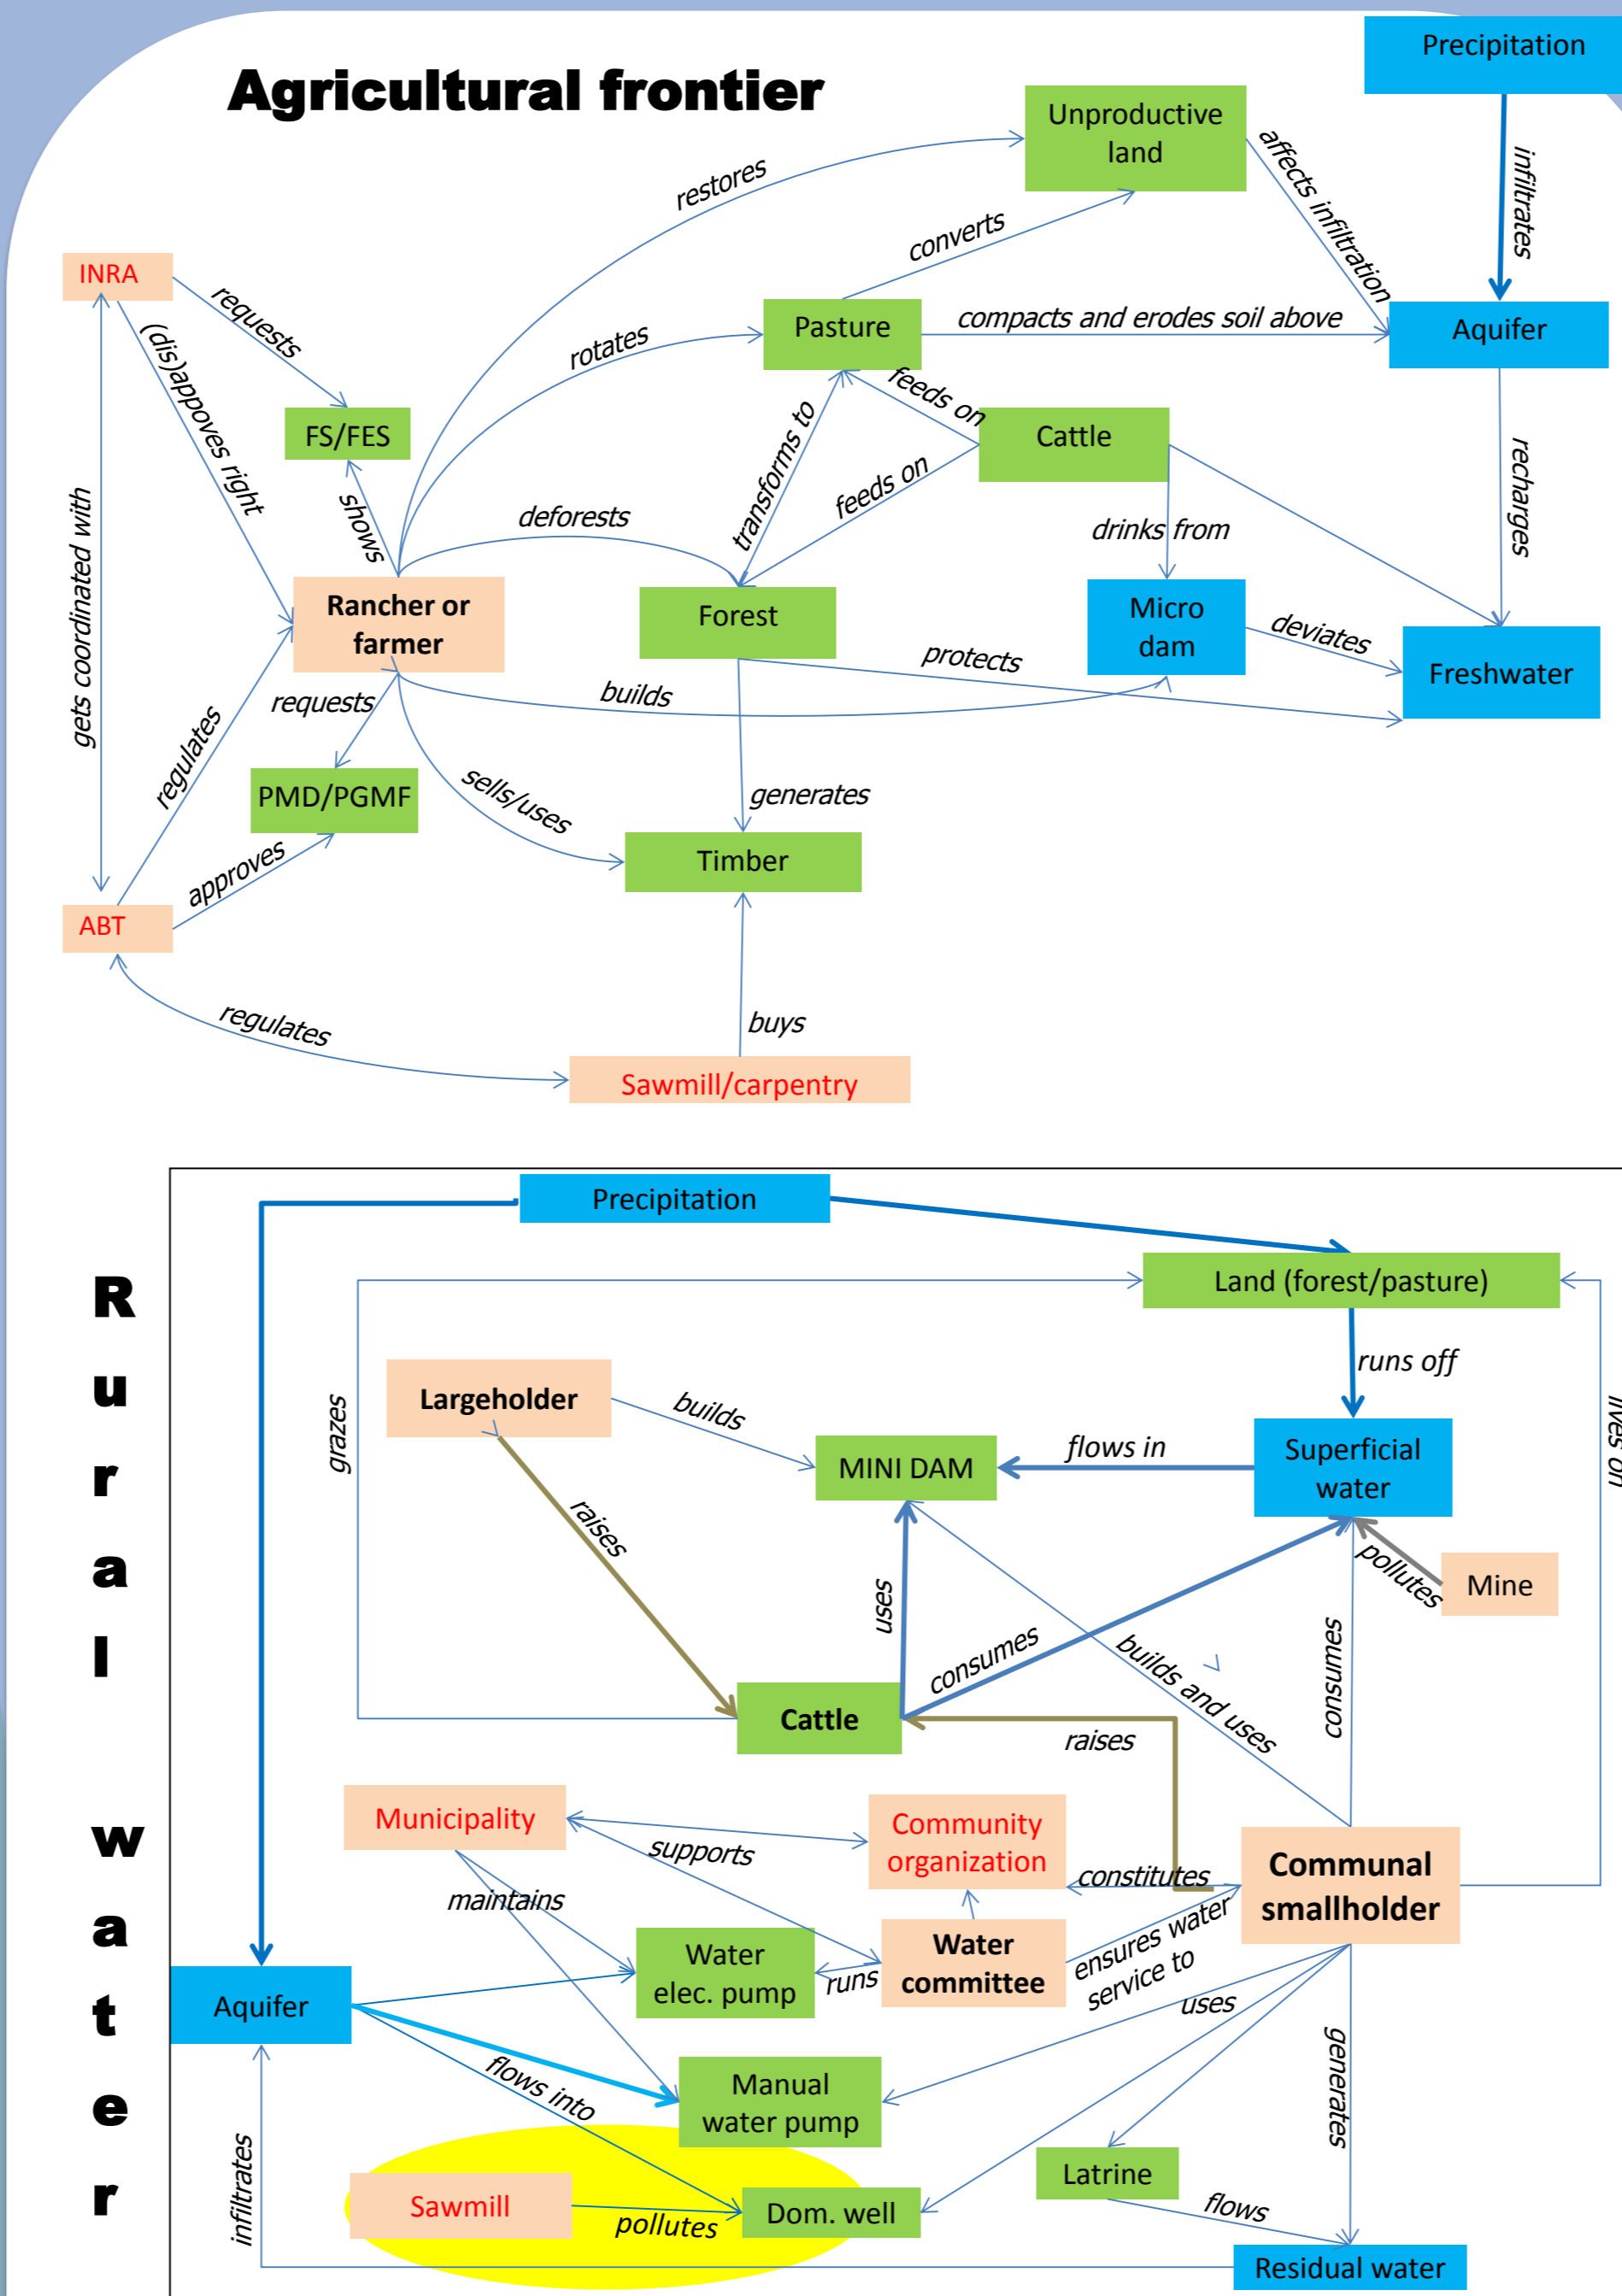 Agricultural frontier
Precipitation
Unproductive
land
restores
affects infiltration
infiltrates
converts
INRA
requests
(dis)appoves right
rotates
Pasture
compacts and erodes soil above
Aquifer
feeds on
FS/FES
Cattle
transforms to
feeds on
recharges
shows
deforests
drinks from
gets coordinated with
Rancher or
farmer
Forest
Micro
dam
deviates
Freshwater
protects
requests
builds
regulates
PMD/PGMF
sells/uses
generates
approves
Timber
ABT
regulates
buys
Sawmill/carpentry
Rural water
Precipitation
Land (forest/pasture)
runs off
Largeholder
builds
grazes
lives on
MINI DAM
flows in
Superficial
water
raises
pollutes
Mine
uses
consumes
builds and uses
consumes
Cattle
raises
Municipality
supports
Community
organization
constitutes
Communal
smallholder
maintains
Water
elec. pump
runs
Water
committee
ensures water
service to
uses
Aquifer
generates
flows into
Manual
water pump
infiltrates
Latrine
flows
Sawmill
pollutes
Dom. well
Residual water